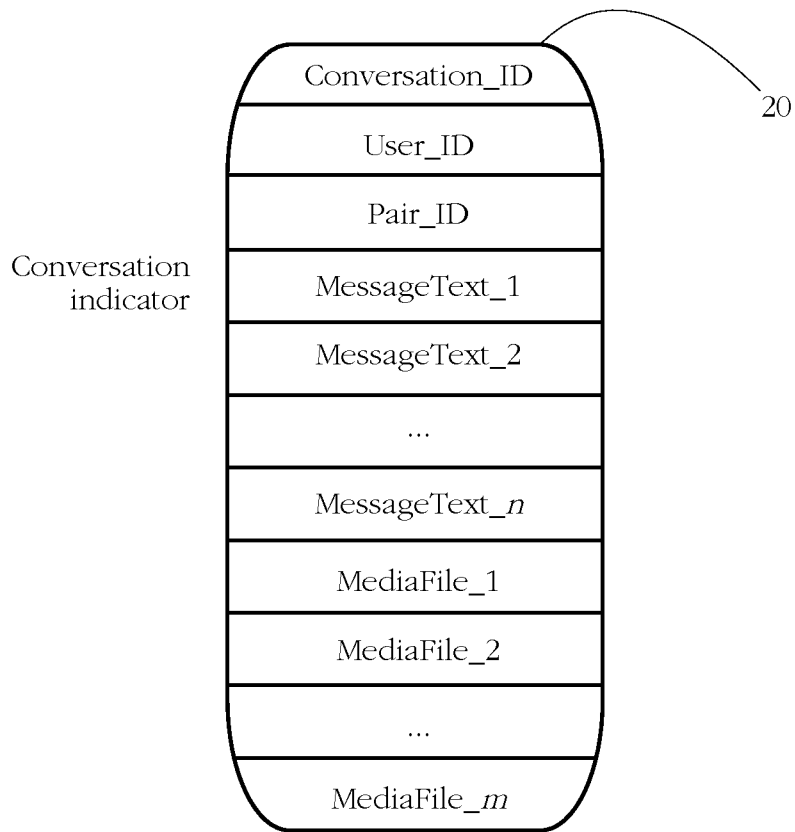 Conversation_ID
20
User_ID
Pair_ID
Conversation
indicator
MessageText_1
MessageText_2
...
MessageText_n
MediaFile_1
MediaFile_2
...
MediaFile_m